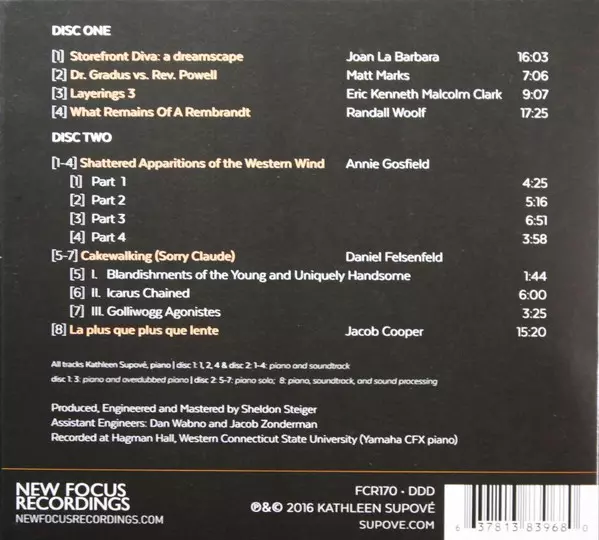 DISC ONE
[1] Storefront Diva: a dreamscape Joan La Barbara 16:03
[2] Dr. Gradus vs. Rev. Powell Matt Marks 7:06
[3] Layerings 3 Eric Kenneth Malcolm Clark 9:07
[4] What Remains Of A Rembrandt Randall Woolf 17:25
DISC TWO
[1-4] Shattered Apparitions of the Western Wind Annie Gosfield
[1] Part 1 4:25
[2] Part 2 5:16
[3] Part 3 6:51
[4] Part 4 3:58
[5-7] Cakewalking (Sorry Claude) Daniel Felsenfeld
[5] I. Blandishments of the Young and Uniquely Handsome 1:44
[6] II. Icarus Chained 6:00
[7] III. Golliwogg Agonistes 3:25
[8] La plus que plus que lente Jacob Cooper 15:20
All tracks Kathleen Supové, piano | disc 1: 1, 2, 4 & disc 2: 1-4: piano and soundtrack
disc 1: 3: piano and overdubbed piano | disc 2: 5-7: piano solo; 8: piano, soundtrack, and sound processing
Produced, Engineered and Mastered by Sheldon Steiger
Assistant Engineers: Dan Wabno and Jacob Zonderman
Recorded at Hagman Hall, Western Connecticut State University (Yamaha CFX piano)
NEW FOCUS
RECORDINGS
NEWFOCUSRECORDINGS.COM
FCR170 • DDD
℗&© 2016 KATHLEEN SUPOVÉ
SUPOVE.COM
6 37813 83968 0